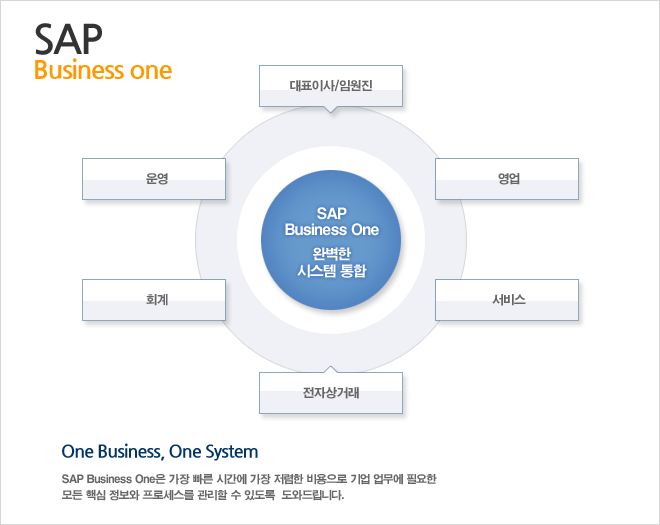 SAP
Business one
대표이사/임원진
운영
영업
SAP
Business One
완벽한
시스템 통합
회계
서비스
전자상거래
One Business, One System
SAP Business One은 가장 빠른 시간에 가장 저렴한 비용으로 기업 업무에 필요한
모든 핵심 정보와 프로세스를 관리할 수 있도록 도와드립니다.